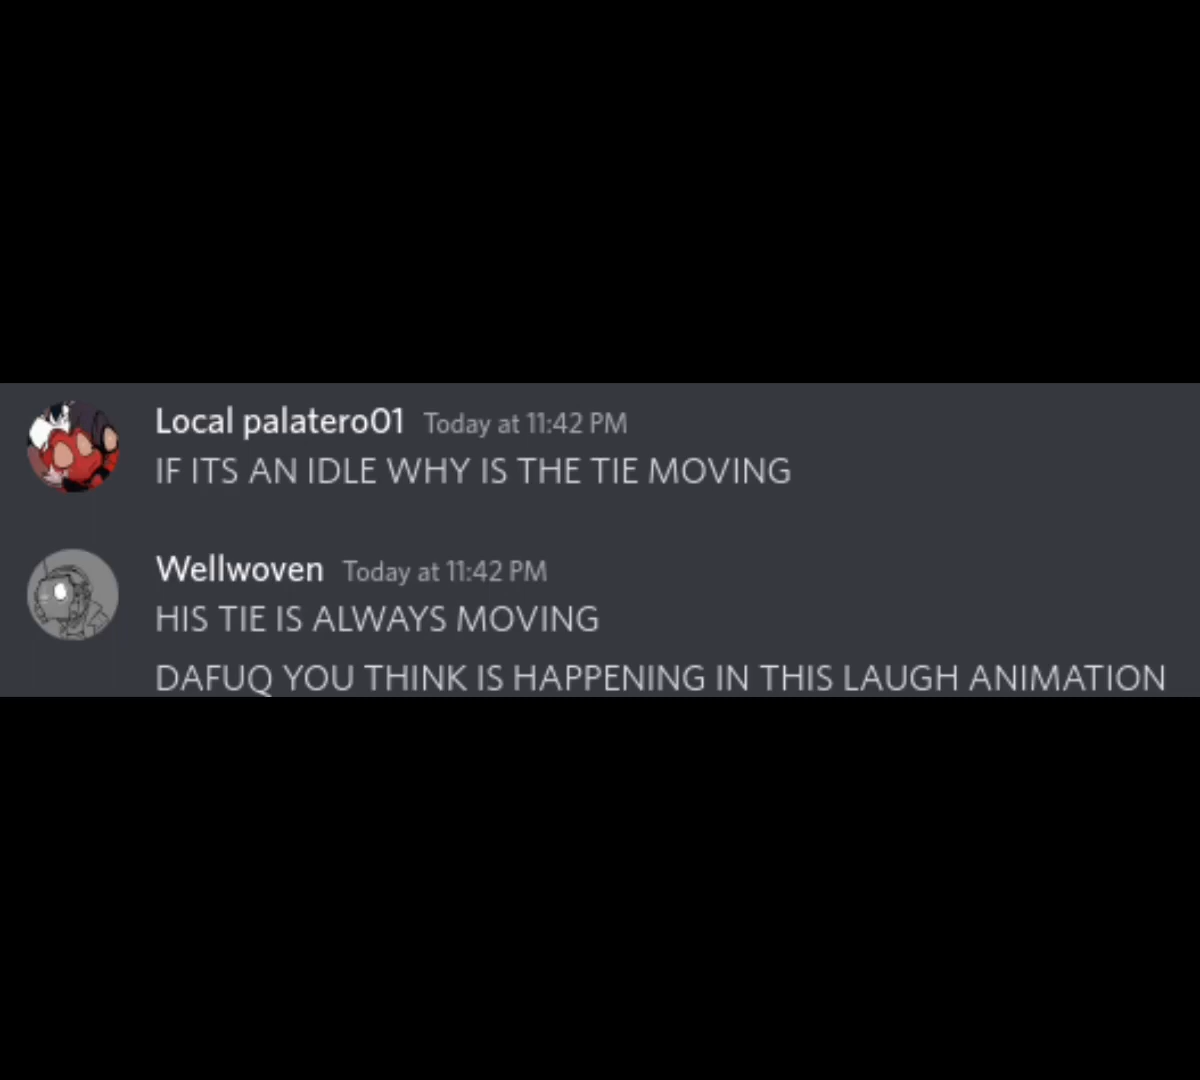 Local palatero01 Today at 11:42 PM
IF ITS AN IDLE WHY IS THE TIE MOVING
Wellwoven Today at 11:42 PM
HIS TIE IS ALWAYS MOVING
DAFUQ YOU THINK IS HAPPENING IN THIS LAUGH ANIMATION